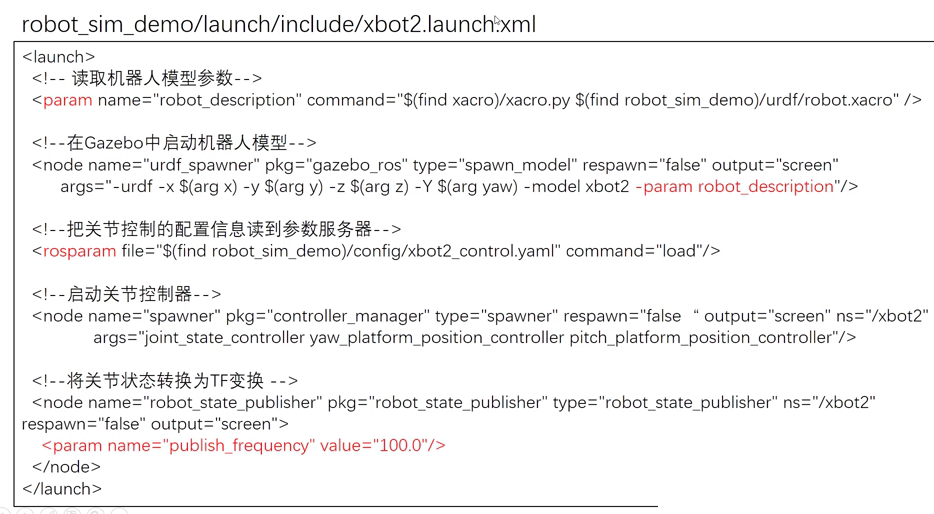 robot_sim_demo/launch/include/xbot2.launch.xml
<launch>
<!-- 读取机器人模型参数-->
<param name="robot_description" command="$(find xacro)/xacro.py $(find robot_sim_demo)/urdf/robot.xacro" />
<!--在Gazebo中启动机器人模型-->
<node name="urdf_spawner" pkg="gazebo_ros" type="spawn_model" respawn="false" output="screen"
args="-urdf -x $(arg x) -y $(arg y) -z $(arg z) -Y $(arg yaw) -model xbot2 -param robot_description"/>
<!--把关节控制的配置信息读到参数服务器-->
<rosparam file="$(find robot_sim_demo)/config/xbot2_control.yaml" command="load"/>
<!--启动关节控制器-->
<node name="spawner" pkg="controller_manager" type="spawner" respawn="false “ output="screen" ns="/xbot2"
args="joint_state_controller yaw_platform_position_controller pitch_platform_position_controller"/>
<!--将关节状态转换为TF变换 -->
<node name="robot_state_publisher" pkg="robot_state_publisher" type="robot_state_publisher" ns="/xbot2"
respawn="false" output="screen">
<param name="publish_frequency" value="100.0"/>
</node>
</launch>